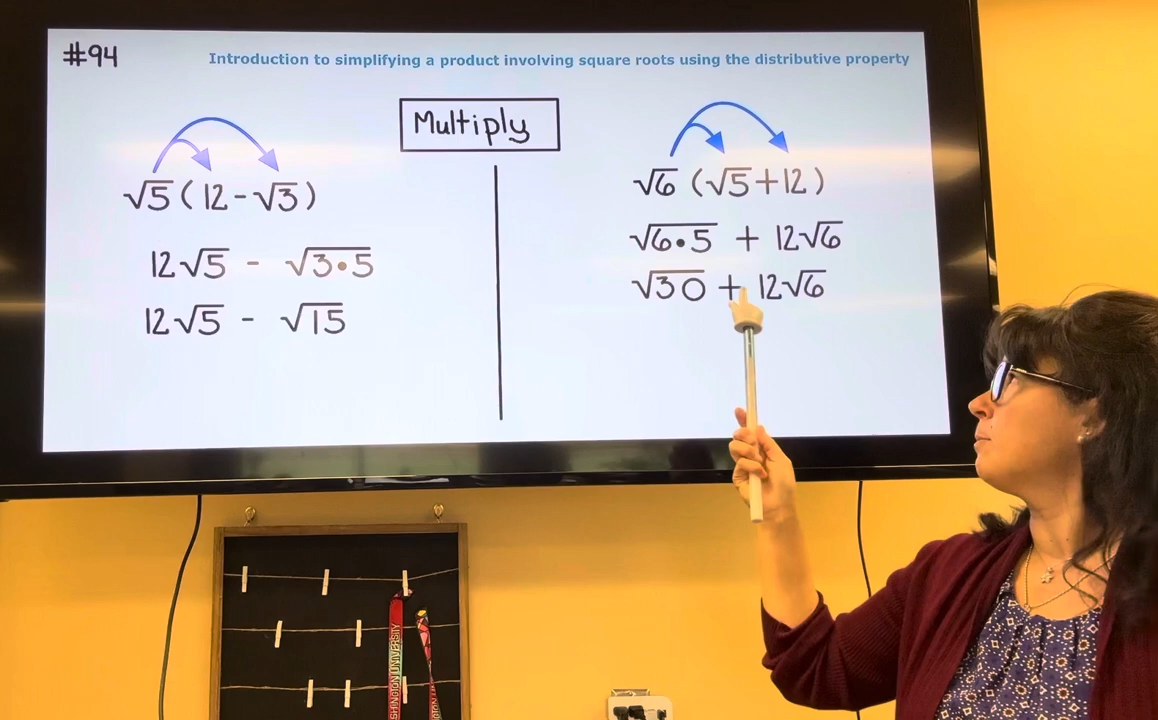 #94
Introduction to simplifying a product involving square roots using the distributive property
Multiply
√5(12-√3)
12√5 - √3•5
12√5 - √15
√6(√5+12)
√6•5 + 12√6
√30 + 12√6
UNIVERSITY